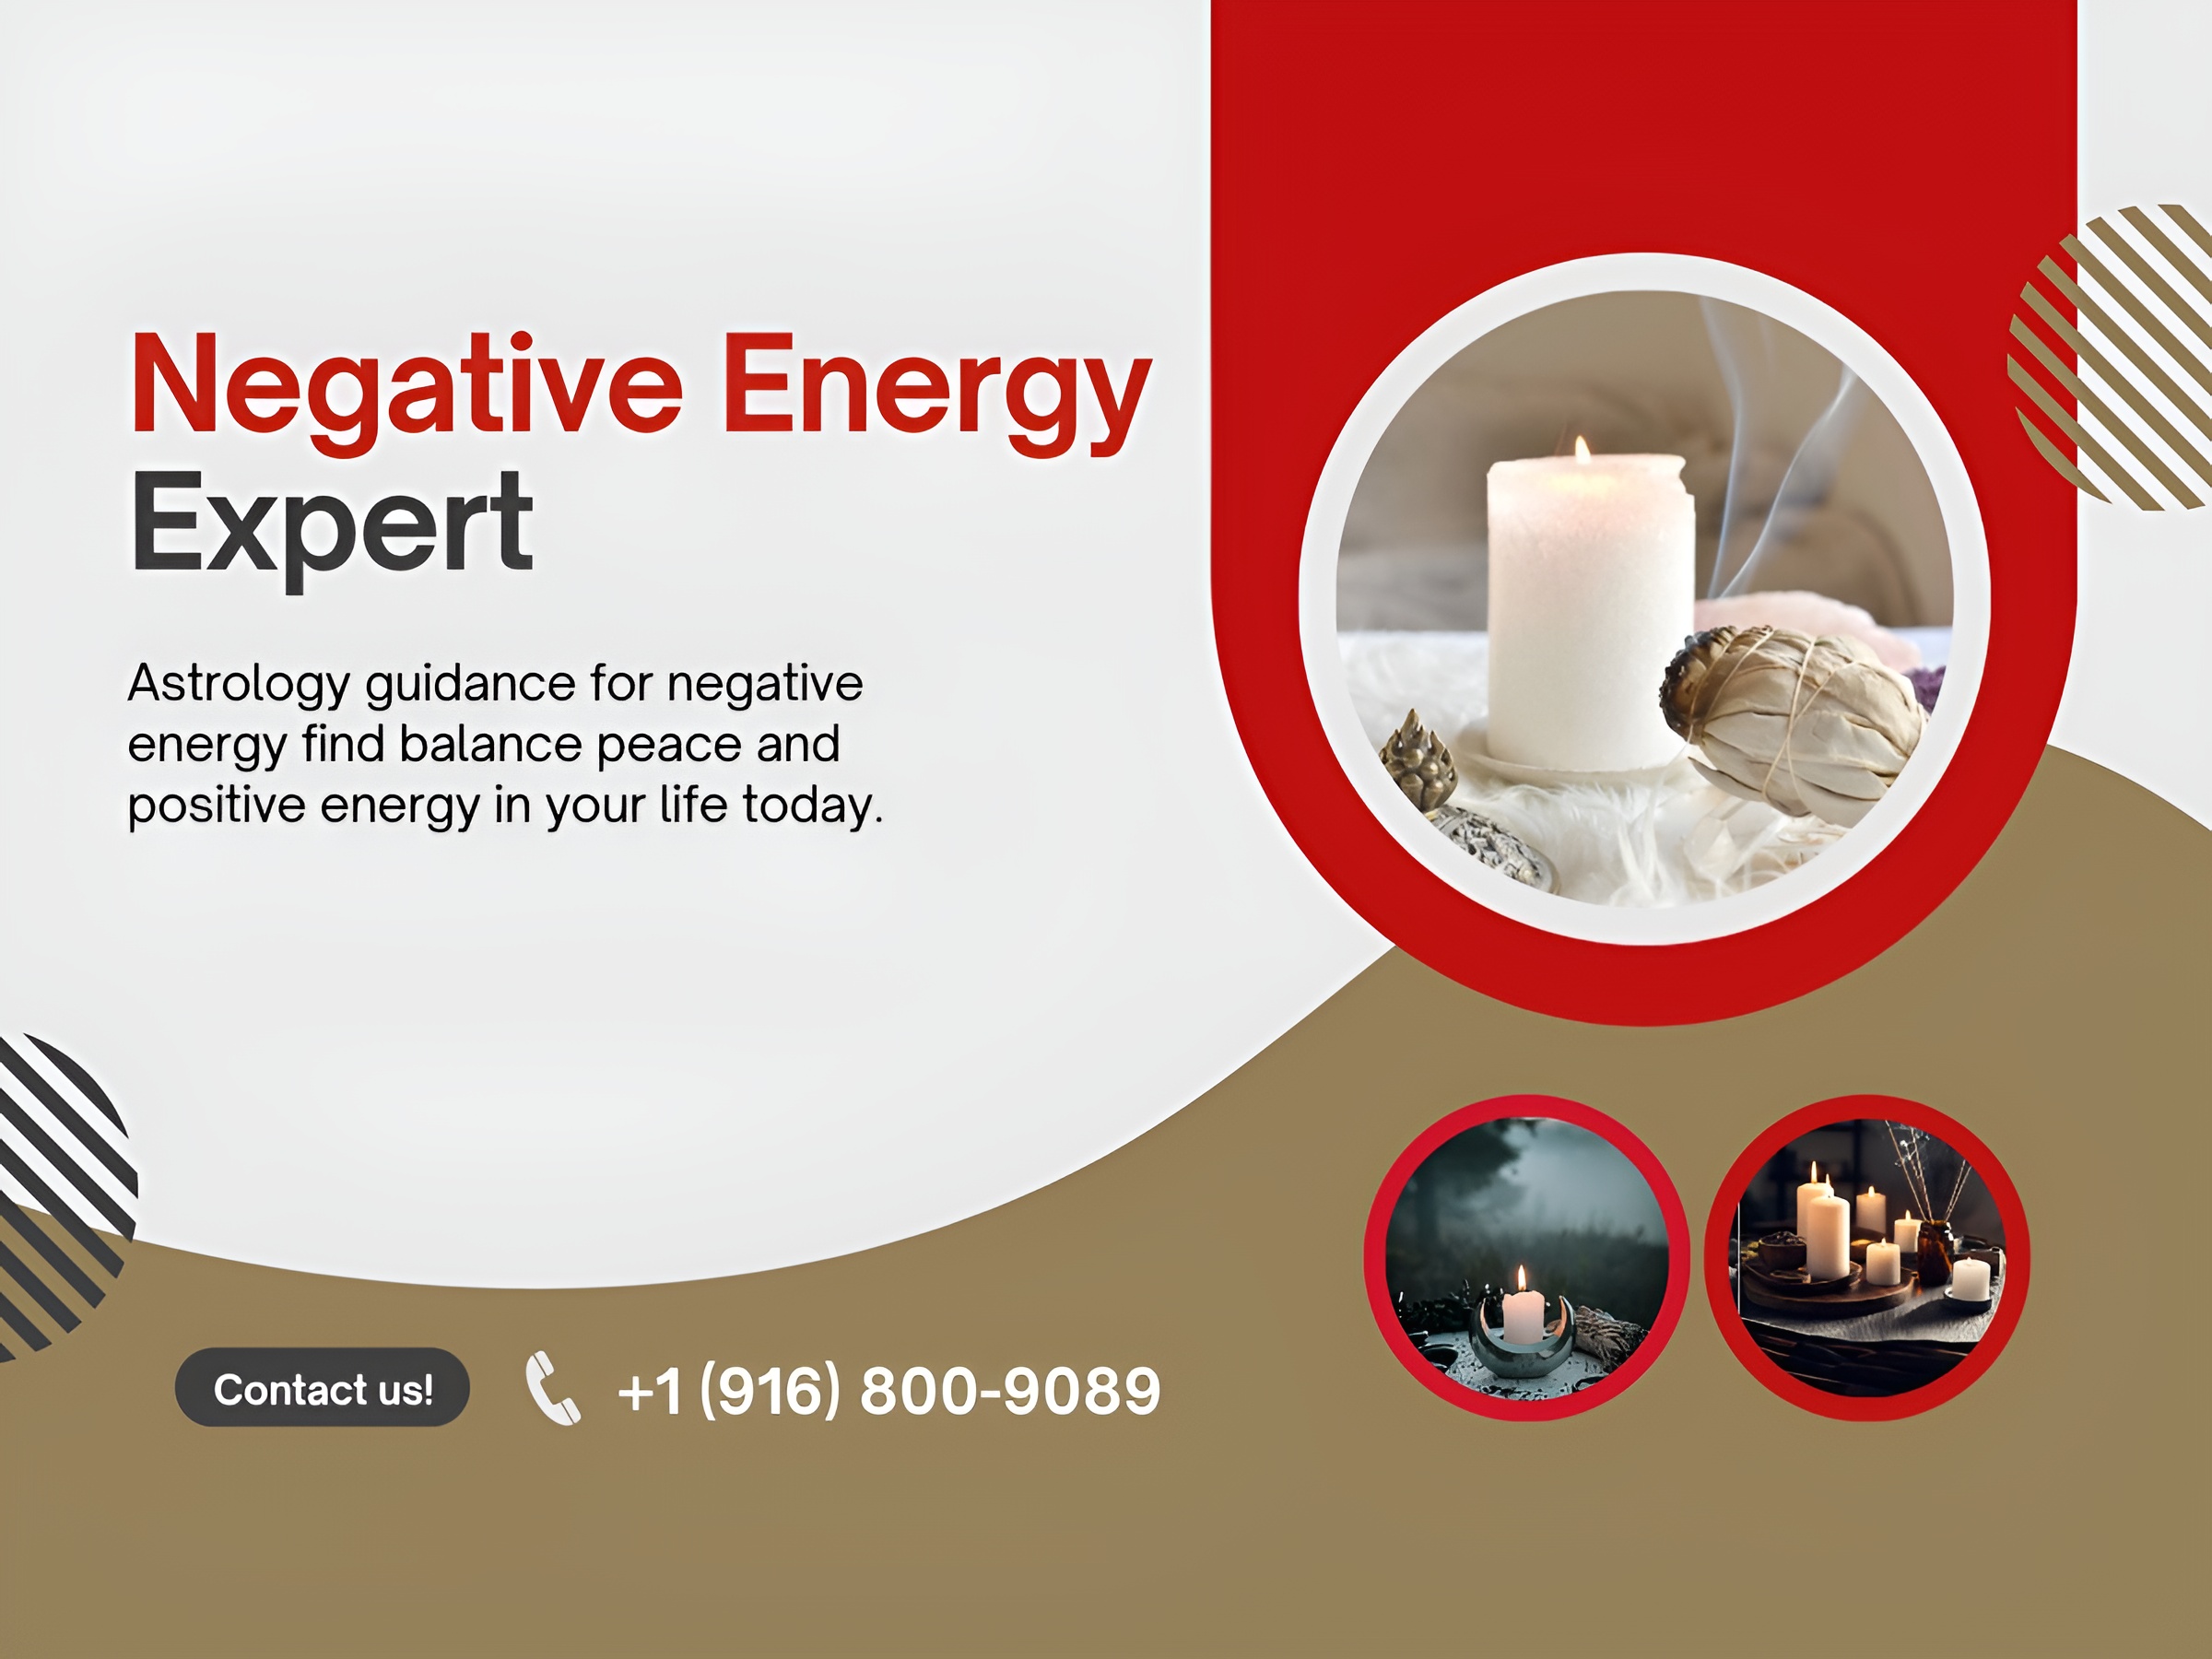 Negative Energy
Expert
Astrology guidance for negative
energy find balance peace and
positive energy in your life today.
Contact us!
+1 (916) 800-9089